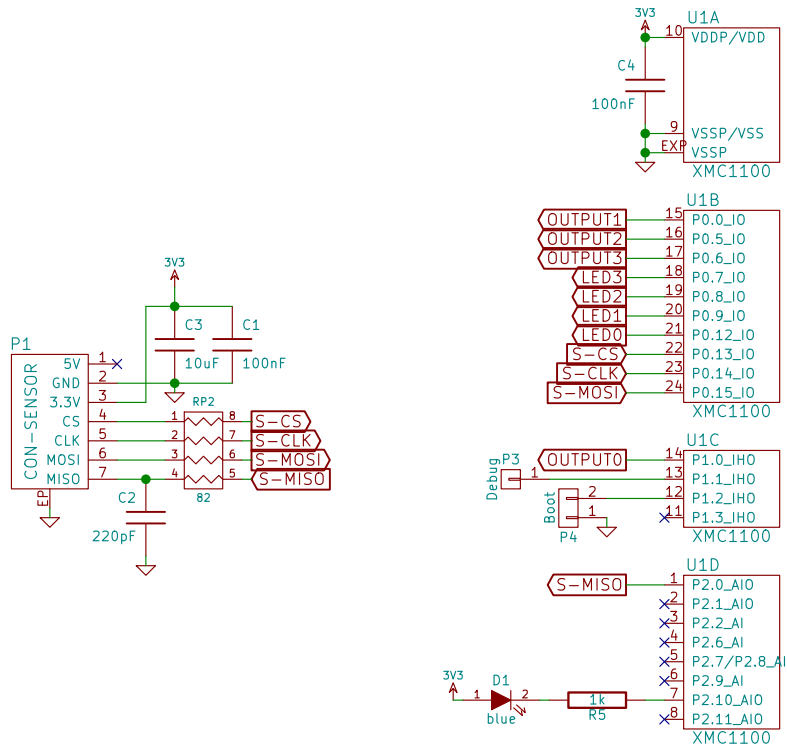 3V3
U1A
10 VDDP/VDD
C4
100nF
9 VSSP/VSS
EXP VSSP
XMC1100
U1B
OUTPUT1 15 P0.0_IO
OUTPUT2 16 P0.5_IO
OUTPUT3 17 P0.6_IO
LED3 18 P0.7_IO
LED2 19 P0.8_IO
LED1 20 P0.9_IO
LED0 21 P0.12_IO
S-CS 22 P0.13_IO
S-CLK 23 P0.14_IO
S-MOSI 24 P0.15_IO
XMC1100
3V3
C3 C1
10uF 100nF
P1
CON-SENSOR
5V 1
GND 2
3.3V 3
RP2
CS 4 1 8 S-CS
CLK 5 2 7 S-CLK
MOSI 6 3 6 S-MOSI
MISO 7 4 5 S-MISO
82
EP
C2
220pF
U1C
OUTPUT0 14 P1.0_IHO
Debug P3 1 13 P1.1_IHO
Boot 2 12 P1.2_IHO
1 11 P1.3_IHO
P4
XMC1100
U1D
S-MISO 1 P2.0_AIO
2 P2.1_AIO
3 P2.2_AI
4 P2.6_AI
5 P2.7/P2.8_AI
6 P2.9_AI
3V3 1 D1 2 1k 7 P2.10_AIO
blue R5
8 P2.11_AIO
XMC1100